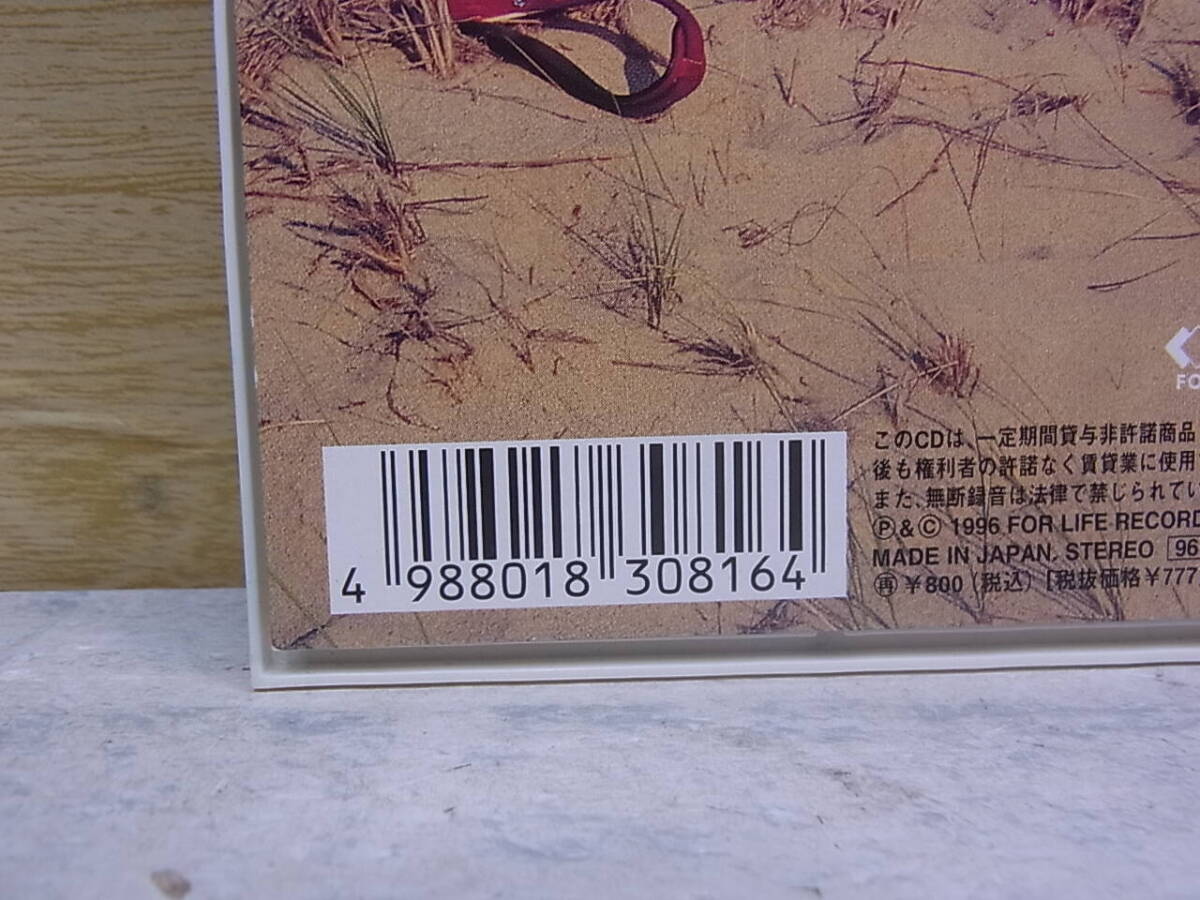 FO
このCDは、一定期間貸与非許諾商品
後も権利者の許諾なく賃貸業に使用
また、無断録音は法律で禁じられてい
Ⓟ&Ⓒ 1996 FOR LIFE RECORD
MADE IN JAPAN. STEREO 96
再 ¥800 (税込) [税抜価格¥777
4 988018 308164